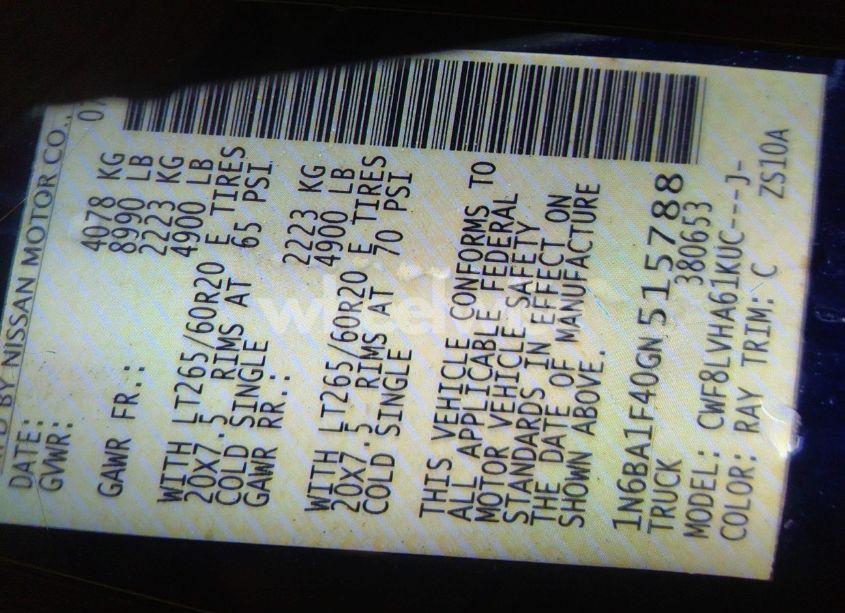 D BY NISSAN MOTOR CO.,
DATE: 07
GVWR: 4078 KG
8990 LB
GAWR FR.: 2223 KG
4900 LB
WITH LT265/60R20 E TIRES
20X7.5 RIMS AT 65 PSI
COLD SINGLE
GAWR RR.: 2223 KG
4900 LB
WITH LT265/60R20 E TIRES
20X7.5 RIMS AT 70 PSI
COLD SINGLE
THIS VEHICLE CONFORMS TO
ALL APPLICABLE FEDERAL
MOTOR VEHICLE SAFETY
STANDARDS IN EFFECT ON
THE DATE OF MANUFACTURE
SHOWN ABOVE.
1N6BA1F40GN515788
TRUCK 380653
MODEL: CWF8LVHA61KUC---J-
COLOR: RAY TRIM: C ZS10A